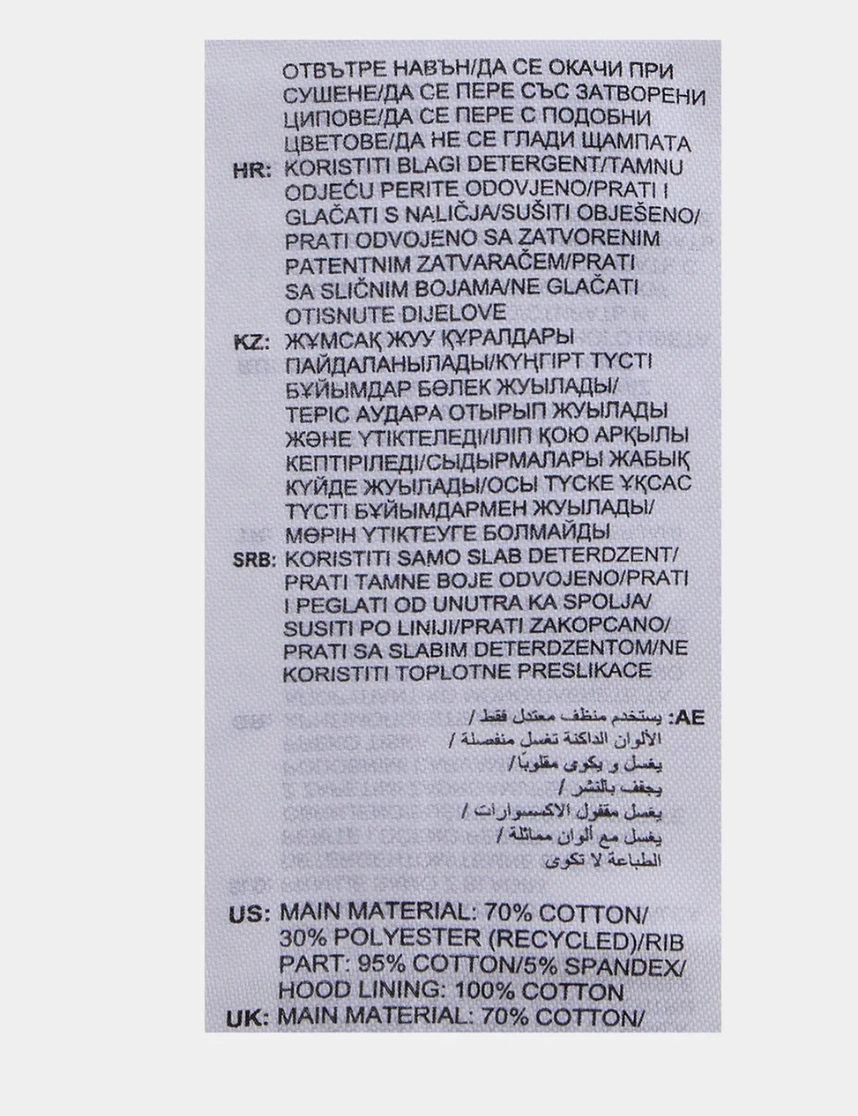 ОТВЪТРЕ НАВЪН/ДА СЕ ОКАЧИ ПРИ
СУШЕНЕ/ДА СЕ ПЕРЕ СЪС ЗАТВОРЕНИ
ЦИПОВЕ/ДА СЕ ПЕРЕ С ПОДОБНИ
ЦВЕТОВЕ/ДА НЕ СЕ ГЛАДИ ЩАМПАТА
HR: KORISTITI BLAGI DETERGENT/TAMNU
ODJEĆU PERITE ODOVJENO/PRATI I
GLAČATI S NALIČJA/SUŠITI OBJEŠENO/
PRATI ODVOJENO SA ZATVORENIM
PATENTNIM ZATVARAČEM/PRATI
SA SLIČNIM BOJAMA/NE GLAČATI
OTISNUTE DIJELOVE
KZ: ЖҰМСАҚ ЖУУ ҚҰРАЛДАРЫ
ПАЙДАЛАНЫЛАДЫ/КҮҢГІРТ ТҮСТІ
БҰЙЫМДАР БӨЛЕК ЖУЫЛАДЫ/
ТЕРІС АУДАРА ОТЫРЫП ЖУЫЛАДЫ
ЖӘНЕ ҮТІКТЕЛЕДІ/ІЛІП ҚОЮ АРҚЫЛЫ
КЕПТІРІЛЕДІ/СЫДЫРМАЛАРЫ ЖАБЫҚ
КҮЙДЕ ЖУЫЛАДЫ/ОСЫ ТҮСКЕ ҰҚСАС
ТҮСТІ БҰЙЫМДАРМЕН ЖУЫЛАДЫ/
МӨРІН ҮТІКТЕУГЕ БОЛМАЙДЫ
SRB: KORISTITI SAMO SLAB DETERDZENT/
PRATI TAMNE BOJE ODVOJENO/PRATI
I PEGLATI OD UNUTRA KA SPOLJA/
SUSITI PO LINIJI/PRATI ZAKOPCANO/
PRATI SA SLABIM DETERDZENTOM/NE
KORISTITI TOPLOTNE PRESLIKACE
AE: يستخدم منظف معتدل فقط /
الألوان الداكنة تغسل منفصلة /
يغسل و يكوى مقلوبًا/
يجفف بالنشر /
يغسل مقفول الاكسسوارات /
يغسل مع ألوان مماثلة /
الطباعة لا تكوى
US: MAIN MATERIAL: 70% COTTON/
30% POLYESTER (RECYCLED)/RIB
PART: 95% COTTON/5% SPANDEX/
HOOD LINING: 100% COTTON
UK: MAIN MATERIAL: 70% COTTON/